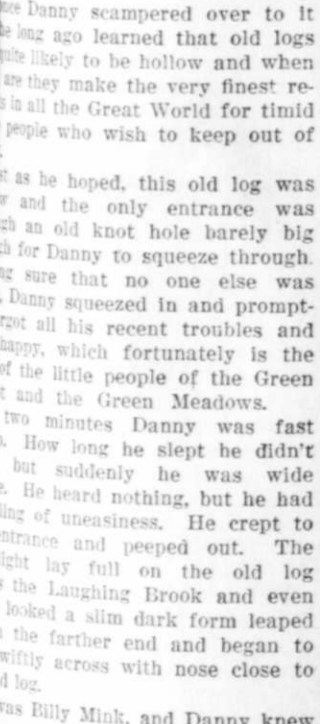 Danny scampered over to it
long ago learned that old logs
likely to be hollow and when
are they make the very finest re-
in all the Great World for timid
people who wish to keep out of
as he hoped, this old log was
and the only entrance was
an old knot hole barely big
for Danny to squeeze through.
sure that no one else was
Danny squeezed in and prompt-
all his recent troubles and
happy, which fortunately is the
of the little people of the Green
and the Green Meadows.
two minutes Danny was fast
How long he slept he didn't
but suddenly he was wide
He heard nothing, but he had
of uneasiness. He crept to
entrance and peeped out. The
lay full on the old log
the Laughing Brook and even
looked a slim dark form leaped
the farther end and began to
swiftly across with nose close to
log.
was Billy Mink, and Danny knew